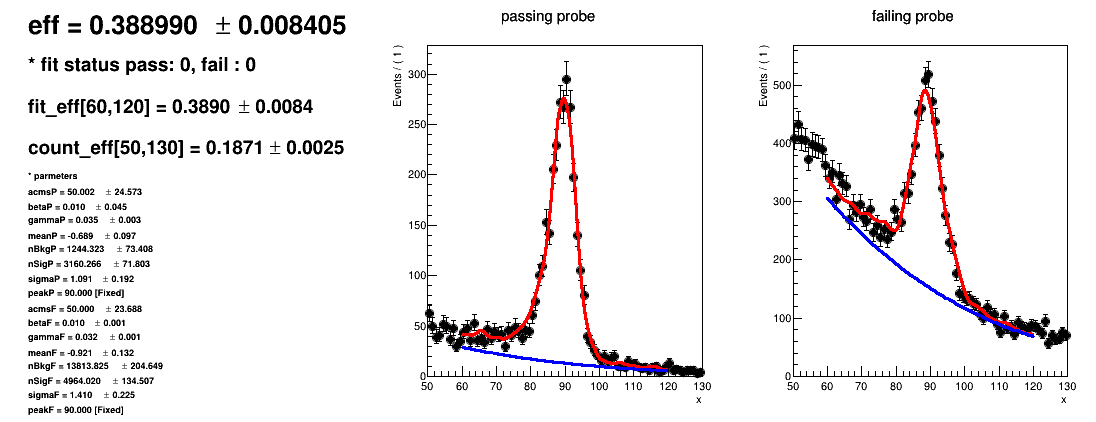 eff = 0.388990 ± 0.008405
* fit status pass: 0, fail : 0
fit_eff[60,120] = 0.3890 ± 0.0084
count_eff[50,130] = 0.1871 ± 0.0025
* parmeters
acmsP = 50.002 ± 24.573
betaP = 0.010 ± 0.045
gammaP = 0.035 ± 0.003
meanP = -0.689 ± 0.097
nBkgP = 1244.323 ± 73.408
nSigP = 3160.266 ± 71.803
sigmaP = 1.091 ± 0.192
peakP = 90.000 [Fixed]
acmsF = 50.000 ± 23.688
betaF = 0.010 ± 0.001
gammaF = 0.032 ± 0.001
meanF = -0.921 ± 0.132
nBkgF = 13813.825 ± 204.649
nSigF = 4964.020 ± 134.507
sigmaF = 1.410 ± 0.225
peakF = 90.000 [Fixed]
passing probe
Events / ( 1 )
300
250
200
150
100
50
0
50 60 70 80 90 100 110 120 130
x
failing probe
Events / ( 1 )
500
400
300
200
100
0
50 60 70 80 90 100 110 120 130
x